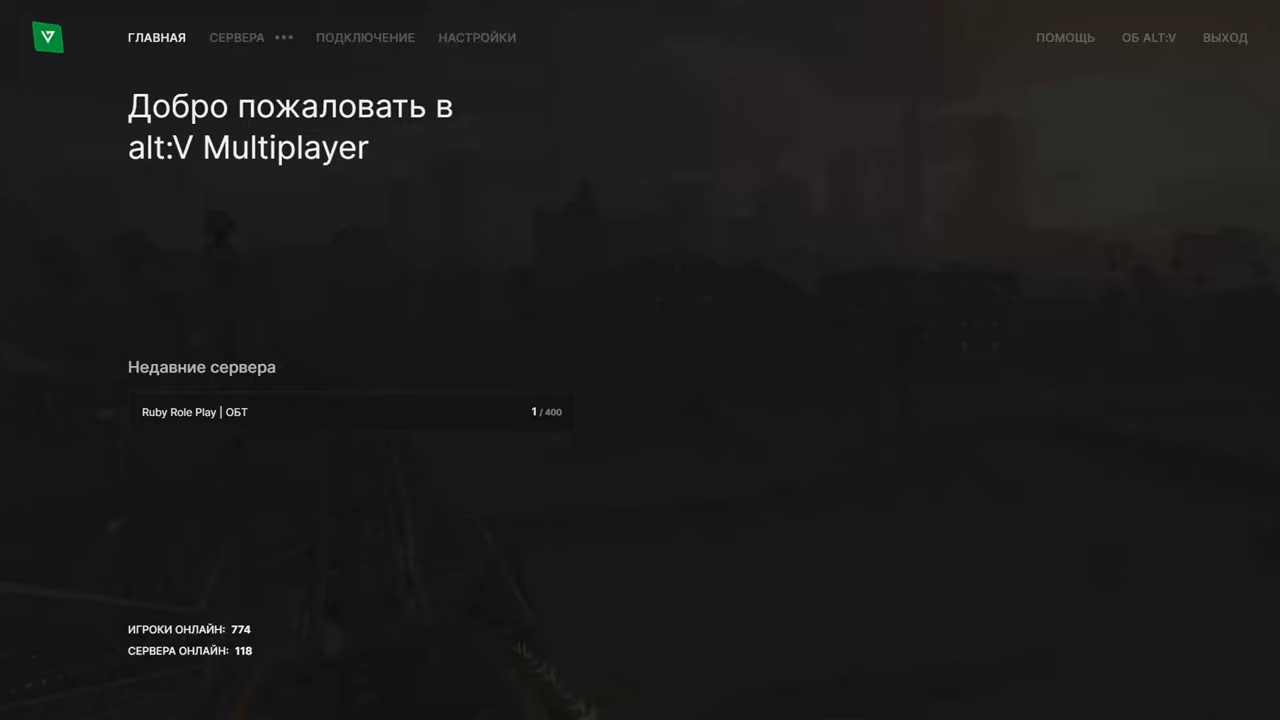 ГЛАВНАЯ СЕРВЕРА ••• ПОДКЛЮЧЕНИЕ НАСТРОЙКИ ПОМОЩЬ ОБ ALT:V ВЫХОД
Добро пожаловать в
alt:V Multiplayer
Недавние сервера
Ruby Role Play | ОБТ 1 / 400
ИГРОКИ ОНЛАЙН: 774
СЕРВЕРА ОНЛАЙН: 118